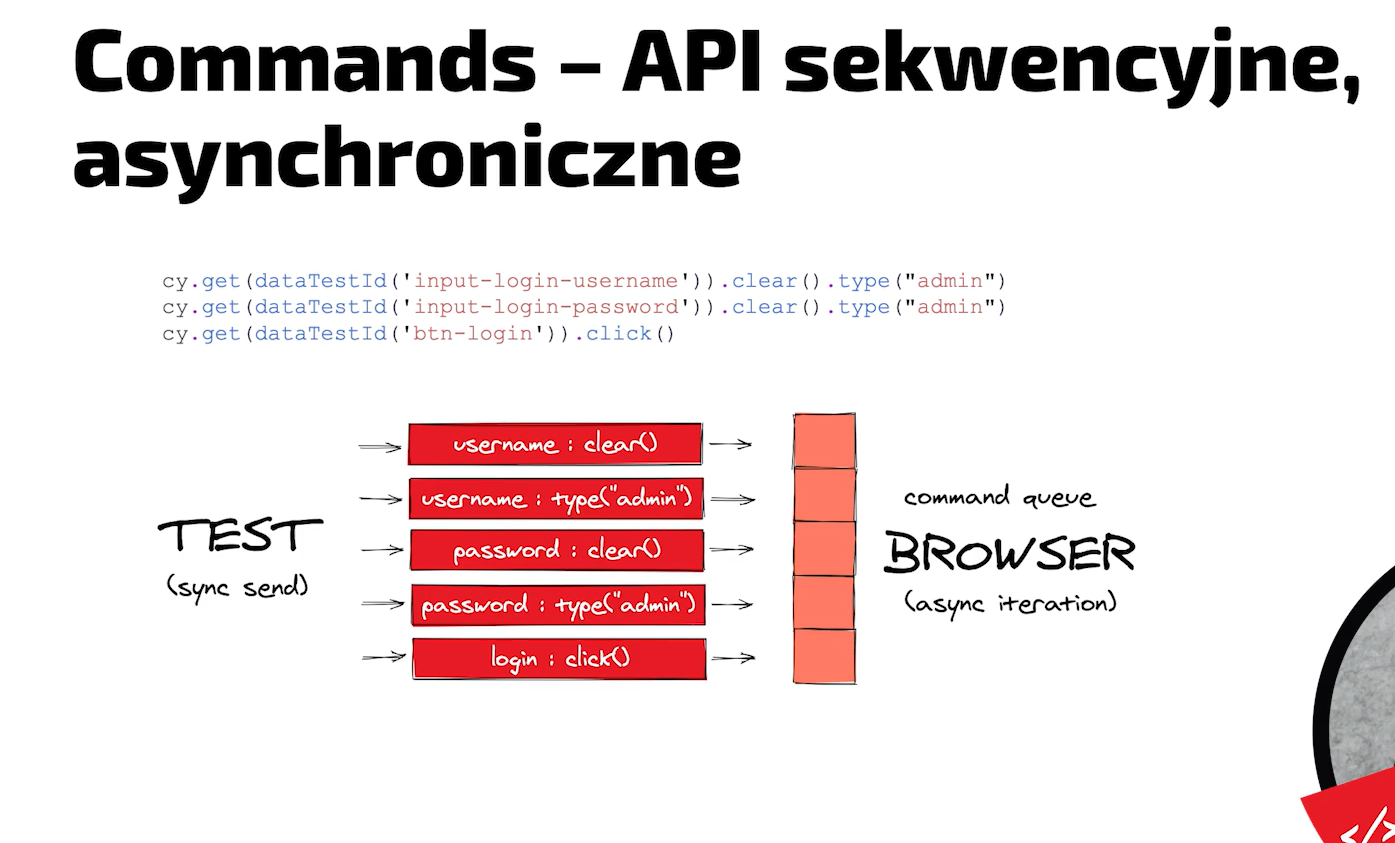 Commands – API sekwencyjne,
asynchroniczne
cy.get(dataTestId('input-login-username')).clear().type("admin")
cy.get(dataTestId('input-login-password')).clear().type("admin")
cy.get(dataTestId('btn-login')).click()
TEST
(sync send)
username : clear()
username : type("admin")
password : clear()
password : type("admin")
login : click()
command queue
BROWSER
(async iteration)